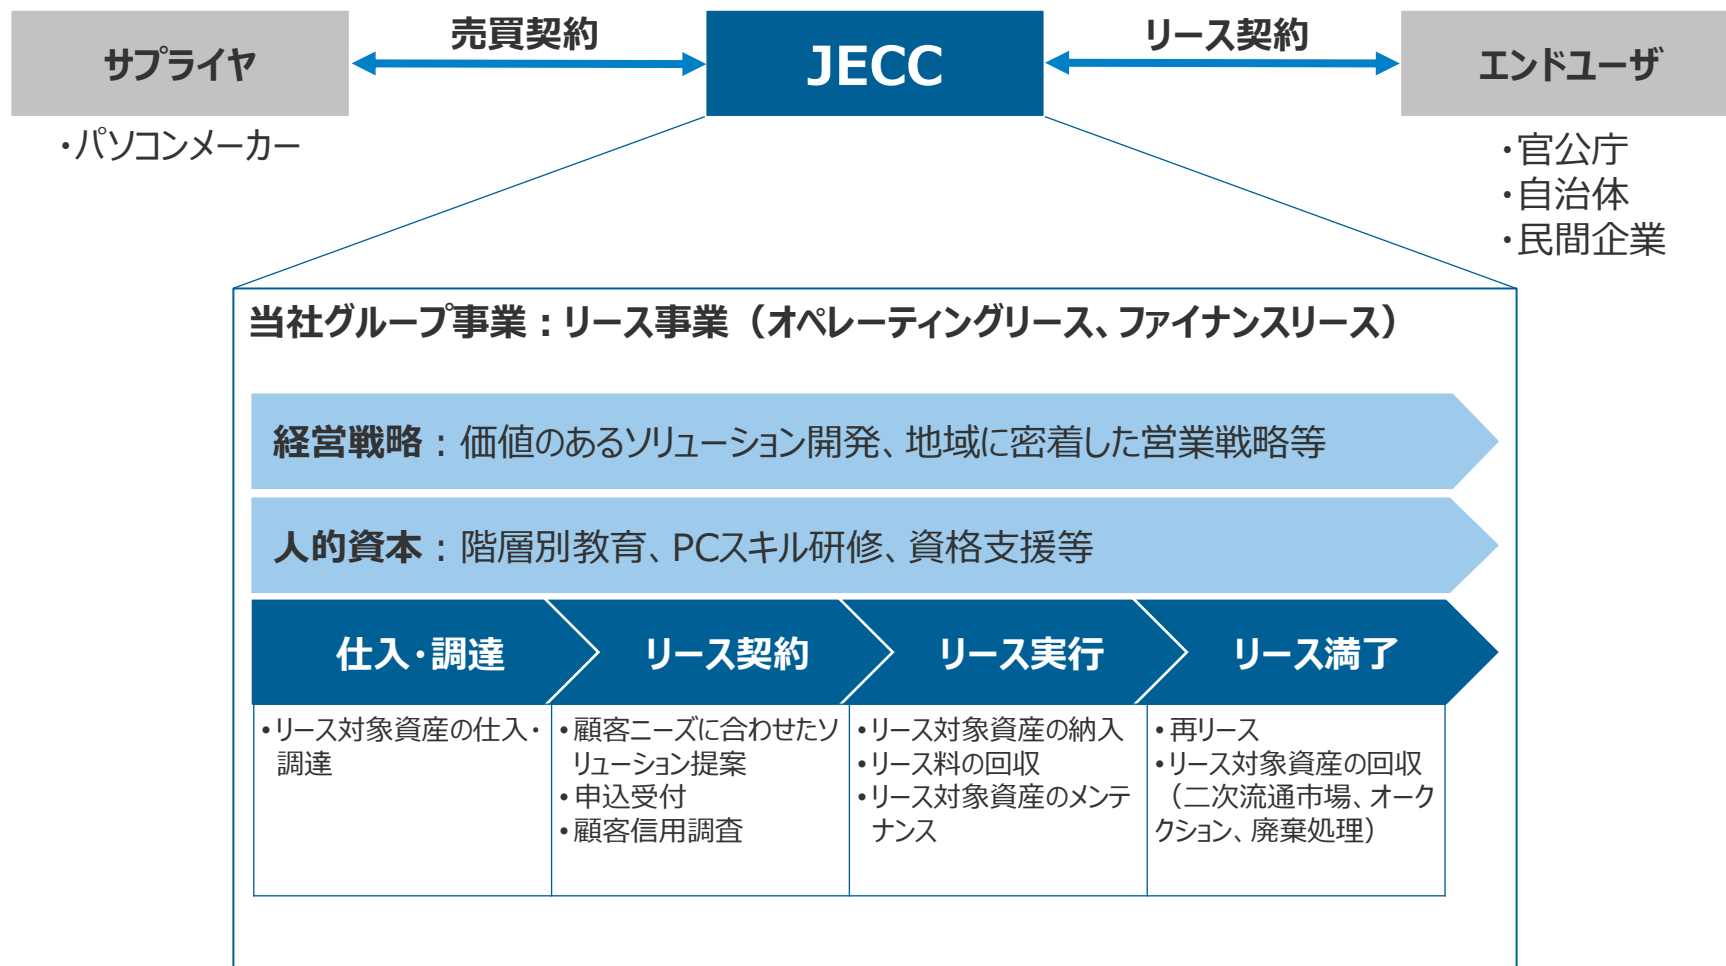 サプライヤ
売買契約
JECC
リース契約
エンドユーザ
・パソコンメーカー
・官公庁
・自治体
・民間企業
当社グループ事業：リース事業（オペレーティングリース、ファイナンスリース）
経営戦略：価値のあるソリューション開発、地域に密着した営業戦略等
人的資本：階層別教育、PCスキル研修、資格支援等
仕入・調達
リース契約
リース実行
リース満了
•リース対象資産の仕入・
調達
•顧客ニーズに合わせたソ
リューション提案
•申込受付
•顧客信用調査
•リース対象資産の納入
•リース料の回収
•リース対象資産のメンテ
ナンス
•再リース
•リース対象資産の回収
（二次流通市場、オーク
クション、廃棄処理）